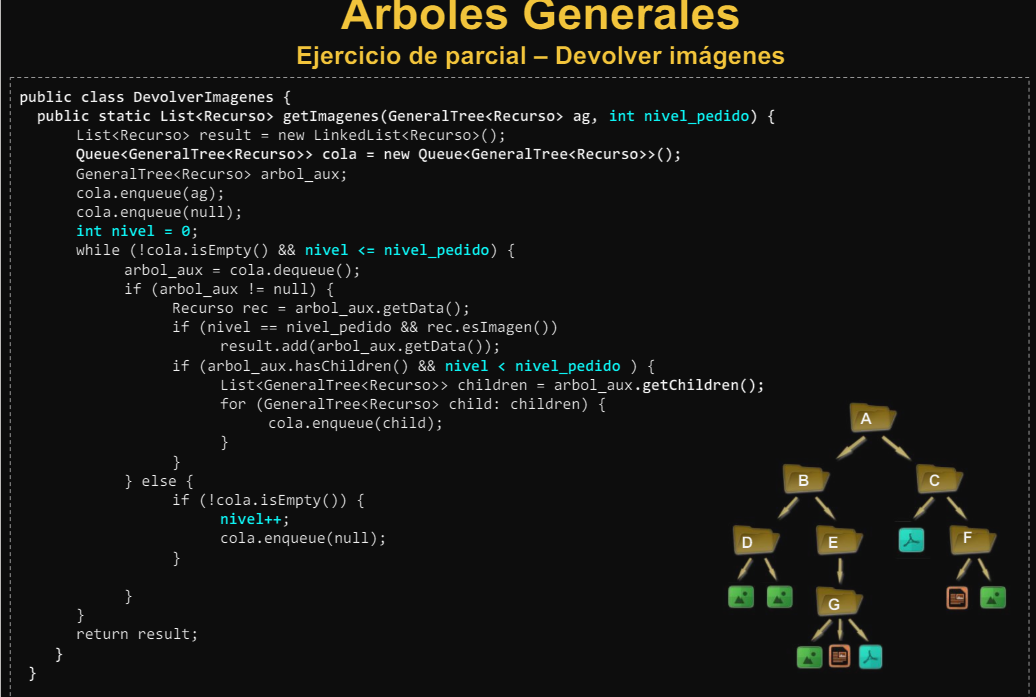 Arboles Generales
Ejercicio de parcial – Devolver imágenes
public class DevolverImagenes {
public static List<Recurso> getImagenes(GeneralTree<Recurso> ag, int nivel_pedido) {
List<Recurso> result = new LinkedList<Recurso>();
Queue<GeneralTree<Recurso>> cola = new Queue<GeneralTree<Recurso>>();
GeneralTree<Recurso> arbol_aux;
cola.enqueue(ag);
cola.enqueue(null);
int nivel = 0;
while (!cola.isEmpty() && nivel <= nivel_pedido) {
arbol_aux = cola.dequeue();
if (arbol_aux != null) {
Recurso rec = arbol_aux.getData();
if (nivel == nivel_pedido && rec.esImagen())
result.add(arbol_aux.getData());
if (arbol_aux.hasChildren() && nivel < nivel_pedido ) {
List<GeneralTree<Recurso>> children = arbol_aux.getChildren();
for (GeneralTree<Recurso> child: children) {
cola.enqueue(child);
}
}
} else {
if (!cola.isEmpty()) {
nivel++;
cola.enqueue(null);
}
}
}
return result;
}
}
A
B
C
D
E
F
G